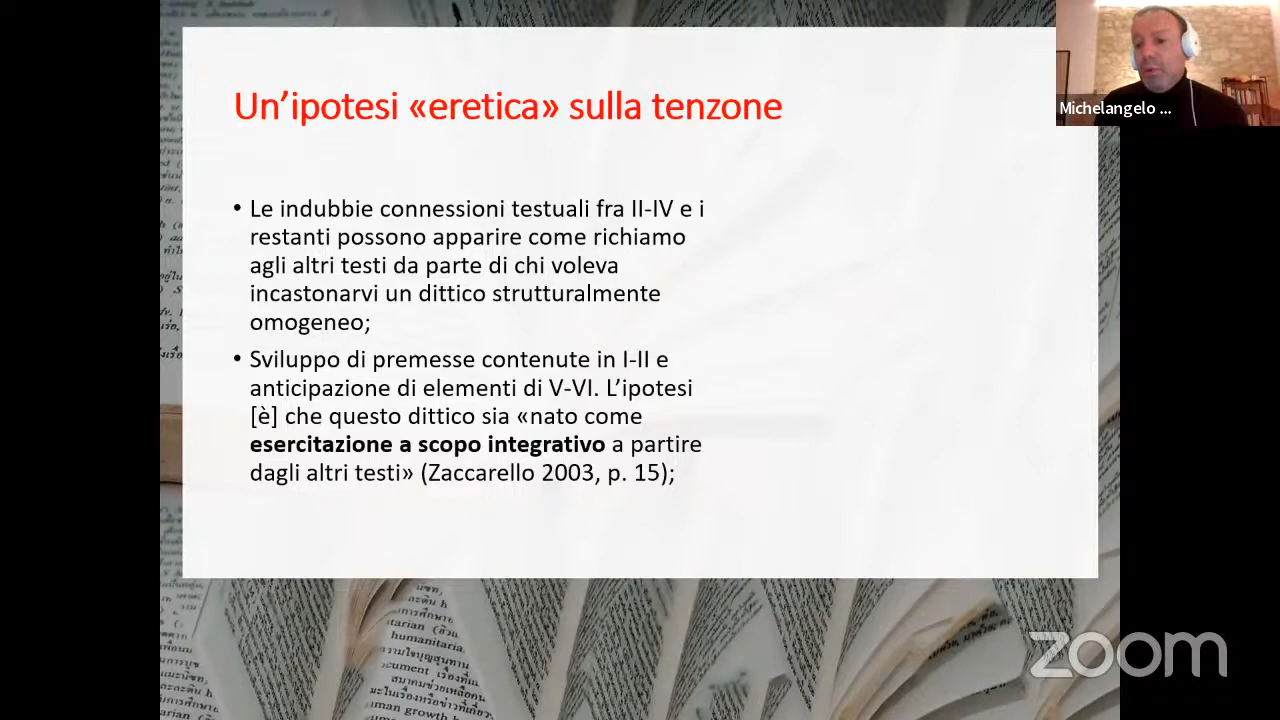 Un’ipotesi «eretica» sulla tenzone
Michelangelo ...
• Le indubbie connessioni testuali fra II-IV e i
restanti possono apparire come richiamo
agli altri testi da parte di chi voleva
incastonarvi un dittico strutturalmente
omogeneo;
• Sviluppo di premesse contenute in I-II e
anticipazione di elementi di V-VI. L’ipotesi
[è] che questo dittico sia «nato come
esercitazione a scopo integrativo a partire
dagli altri testi» (Zaccarello 2003, p. 15);
humanitaria
zoom